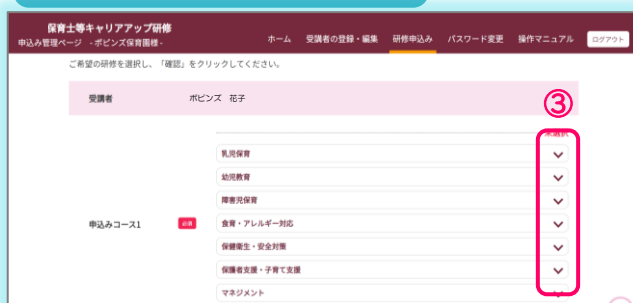 保育士等キャリアアップ研修
申込み管理ページ - ポピンズ保育園様 -
ホーム 受講者の登録・編集 研修申込み パスワード変更 操作マニュアル ログアウト
ご希望の研修を選択し、「確認」をクリックしてください。
受講者 ポピンズ 花子
③
未選択
乳児保育
幼児教育
障害児保育
申込みコース1 必須 食育・アレルギー対応
保健衛生・安全対策
保護者支援・子育て支援
マネジメント